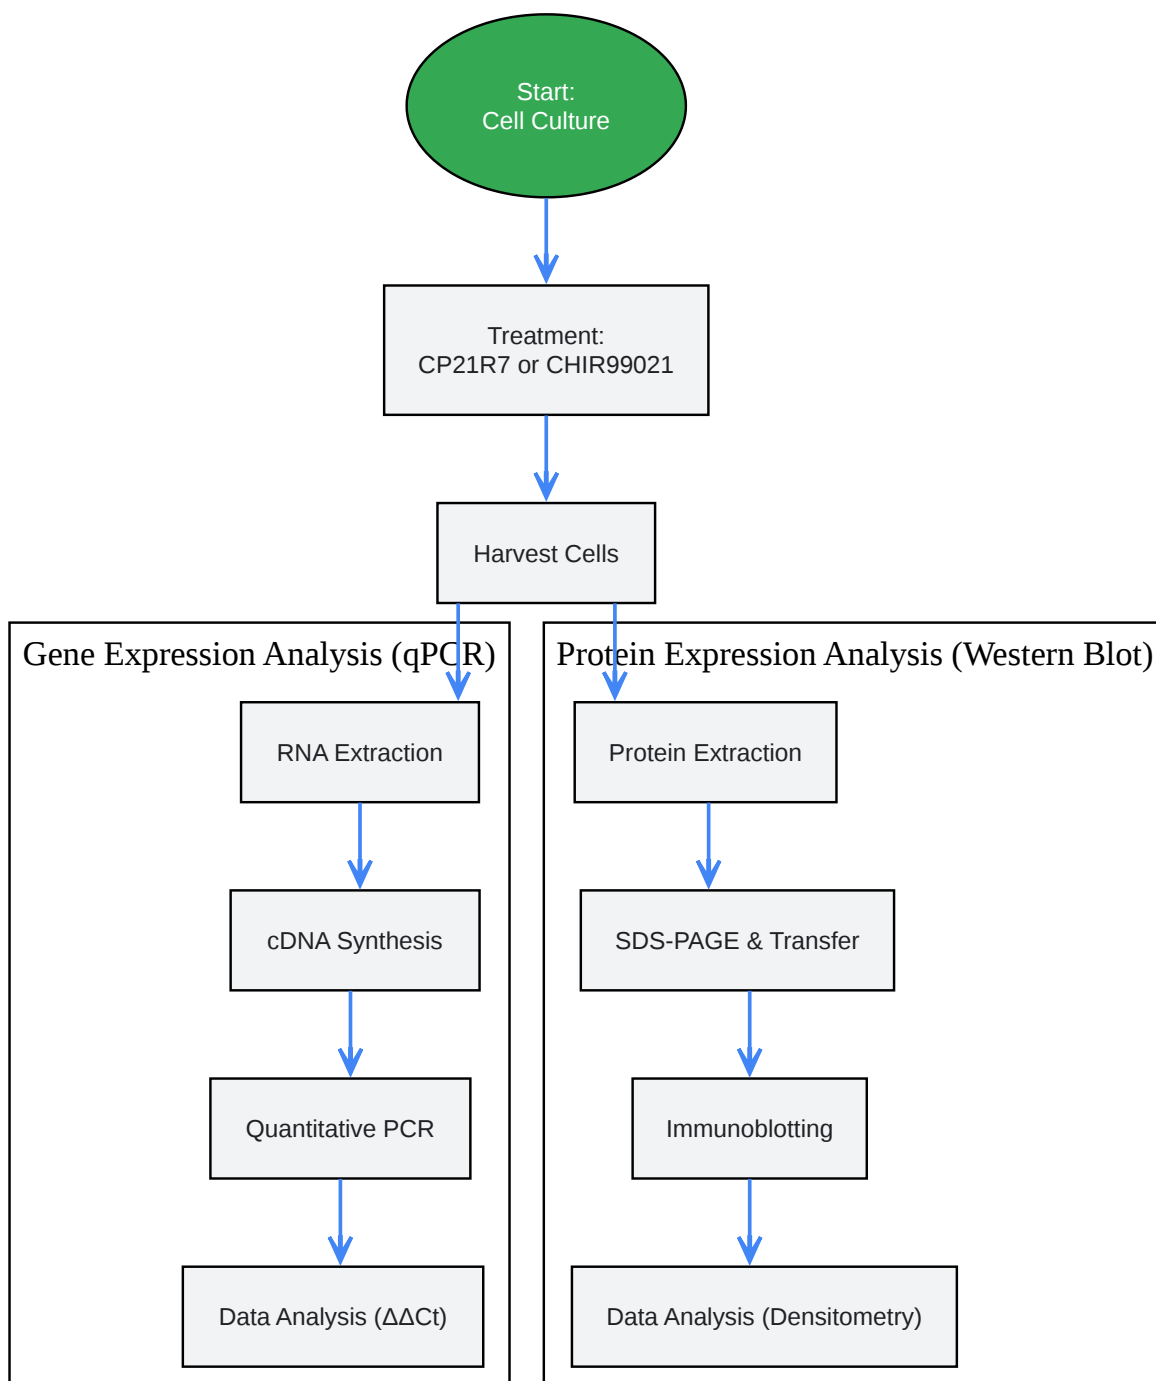 Start:
Cell Culture
Treatment:
CP21R7 or CHIR99021
Harvest Cells
Gene Expression Analysis (qPCR)
RNA Extraction
cDNA Synthesis
Quantitative PCR
Data Analysis (ΔΔCt)
Protein Expression Analysis (Western Blot)
Protein Extraction
SDS-PAGE & Transfer
Immunoblotting
Data Analysis (Densitometry)